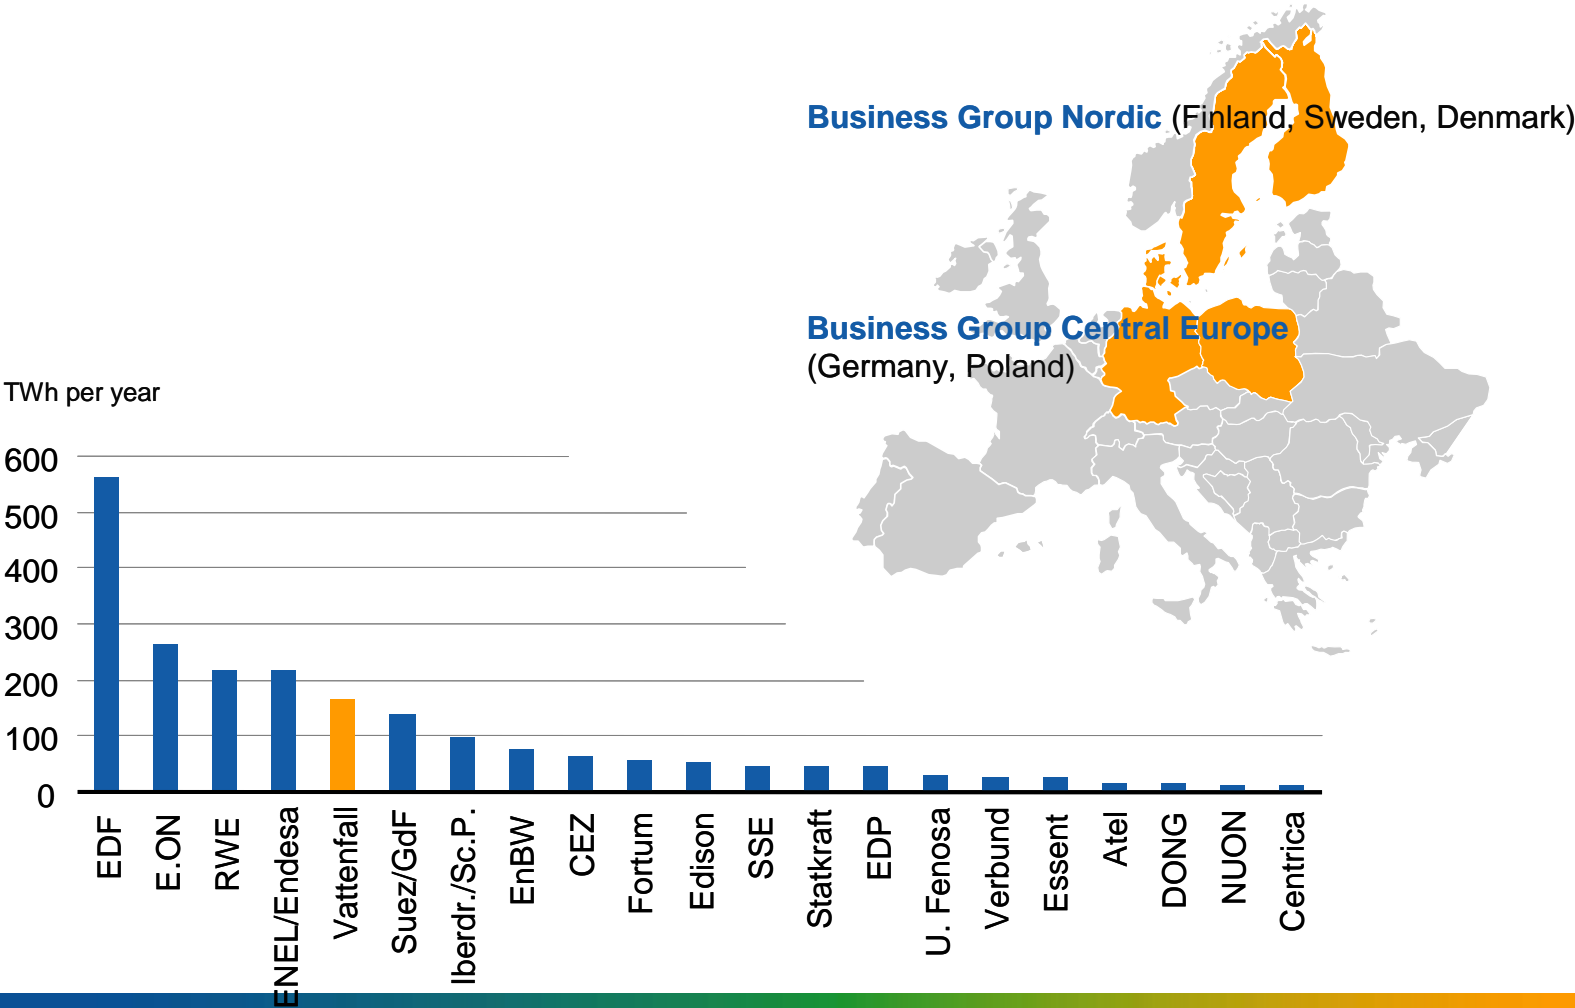 Business Group Nordic (Finland, Sweden, Denmark)
Business Group Central Europe
(Germany, Poland)
TWh per year
600
500
400
300
200
100
0
EDF
E.ON
RWE
ENEL/Endesa
Vattenfall
Suez/GdF
Iberdr./Sc.P.
EnBW
CEZ
Fortum
Edison
SSE
Statkraft
EDP
U. Fenosa
Verbund
Essent
Atel
DONG
NUON
Centrica